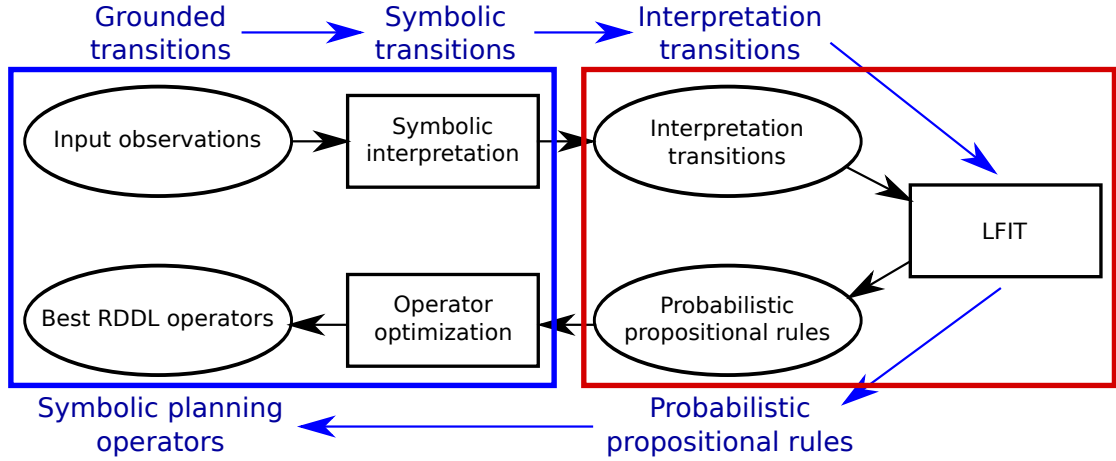 Grounded
transitions
Symbolic
transitions
Interpretation
transitions
Input observations
Symbolic
interpretation
Interpretation
transitions
LFIT
Best RDDL operators
Operator
optimization
Probabilistic
propositional rules
Symbolic planning
operators
Probabilistic
propositional rules